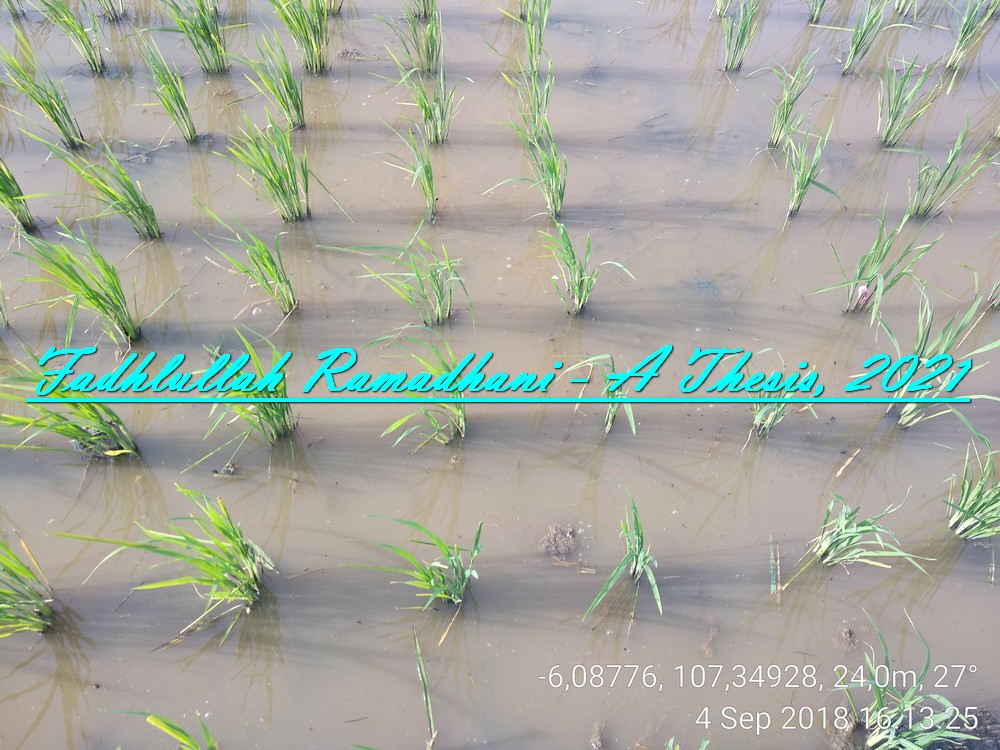 Fadhlullah Ramadhani - A Thesis, 2021
-6,08776, 107,34928, 24,0m, 27°
4 Sep 2018 16.13.25